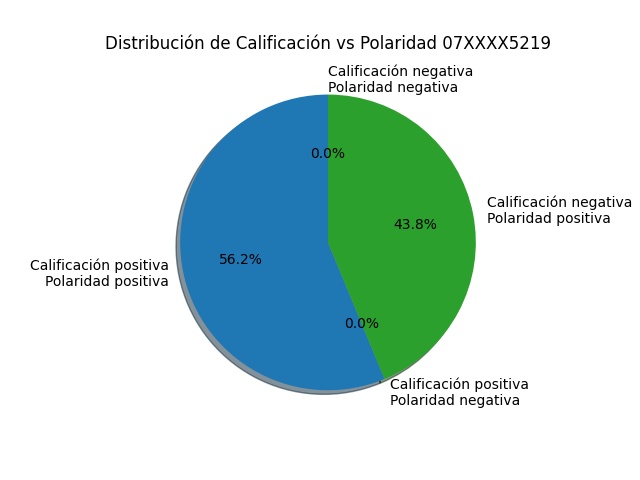 Distribución de Calificación vs Polaridad 07XXXX5219
Calificación negativa
Polaridad negativa
0.0%
Calificación negativa
Polaridad positiva
43.8%
56.2%
Calificación positiva
Polaridad positiva
0.0%
Calificación positiva
Polaridad negativa